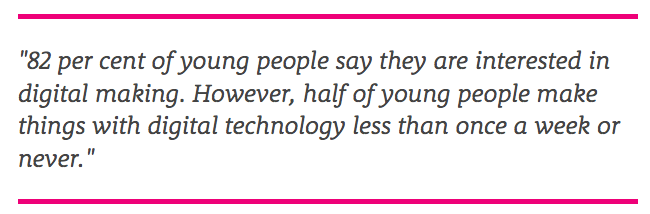 "82 per cent of young people say they are interested in
digital making. However, half of young people make
things with digital technology less than once a week or
never."